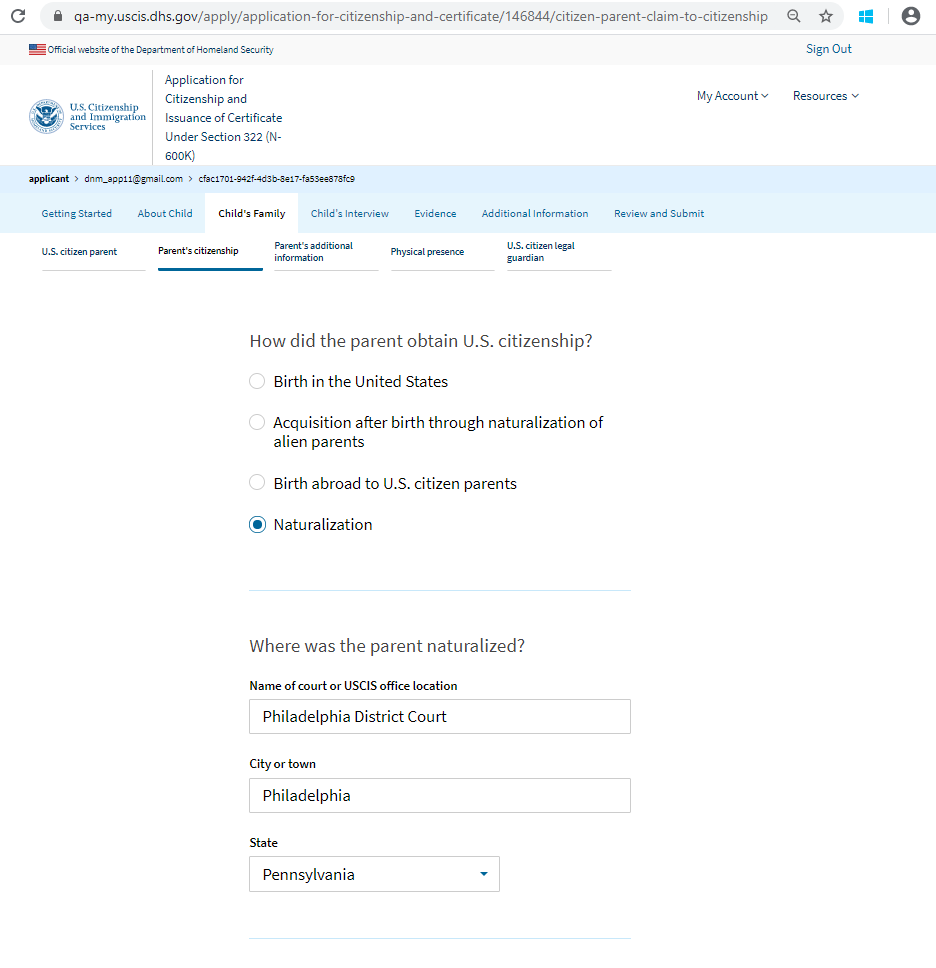 qa-my.uscis.dhs.gov/apply/application-for-citizenship-and-certificate/146844/citizen-parent-claim-to-citizenship
Official website of the Department of Homeland Security
Sign Out
U.S. Citizenship
and Immigration
Services
Application for
Citizenship and
Issuance of Certificate
Under Section 322 (N-
600K)
My Account
Resources
applicant > dnm_app11@gmail.com > cfac1701-942f-4d3b-8e17-fa53ee878fc9
Getting Started About Child Child's Family Child's Interview Evidence Additional Information Review and Submit
U.S. citizen parent
Parent's citizenship
Parent's additional
information
Physical presence
U.S. citizen legal
guardian
How did the parent obtain U.S. citizenship?
Birth in the United States
Acquisition after birth through naturalization of
alien parents
Birth abroad to U.S. citizen parents
Naturalization
Where was the parent naturalized?
Name of court or USCIS office location
Philadelphia District Court
City or town
Philadelphia
State
Pennsylvania